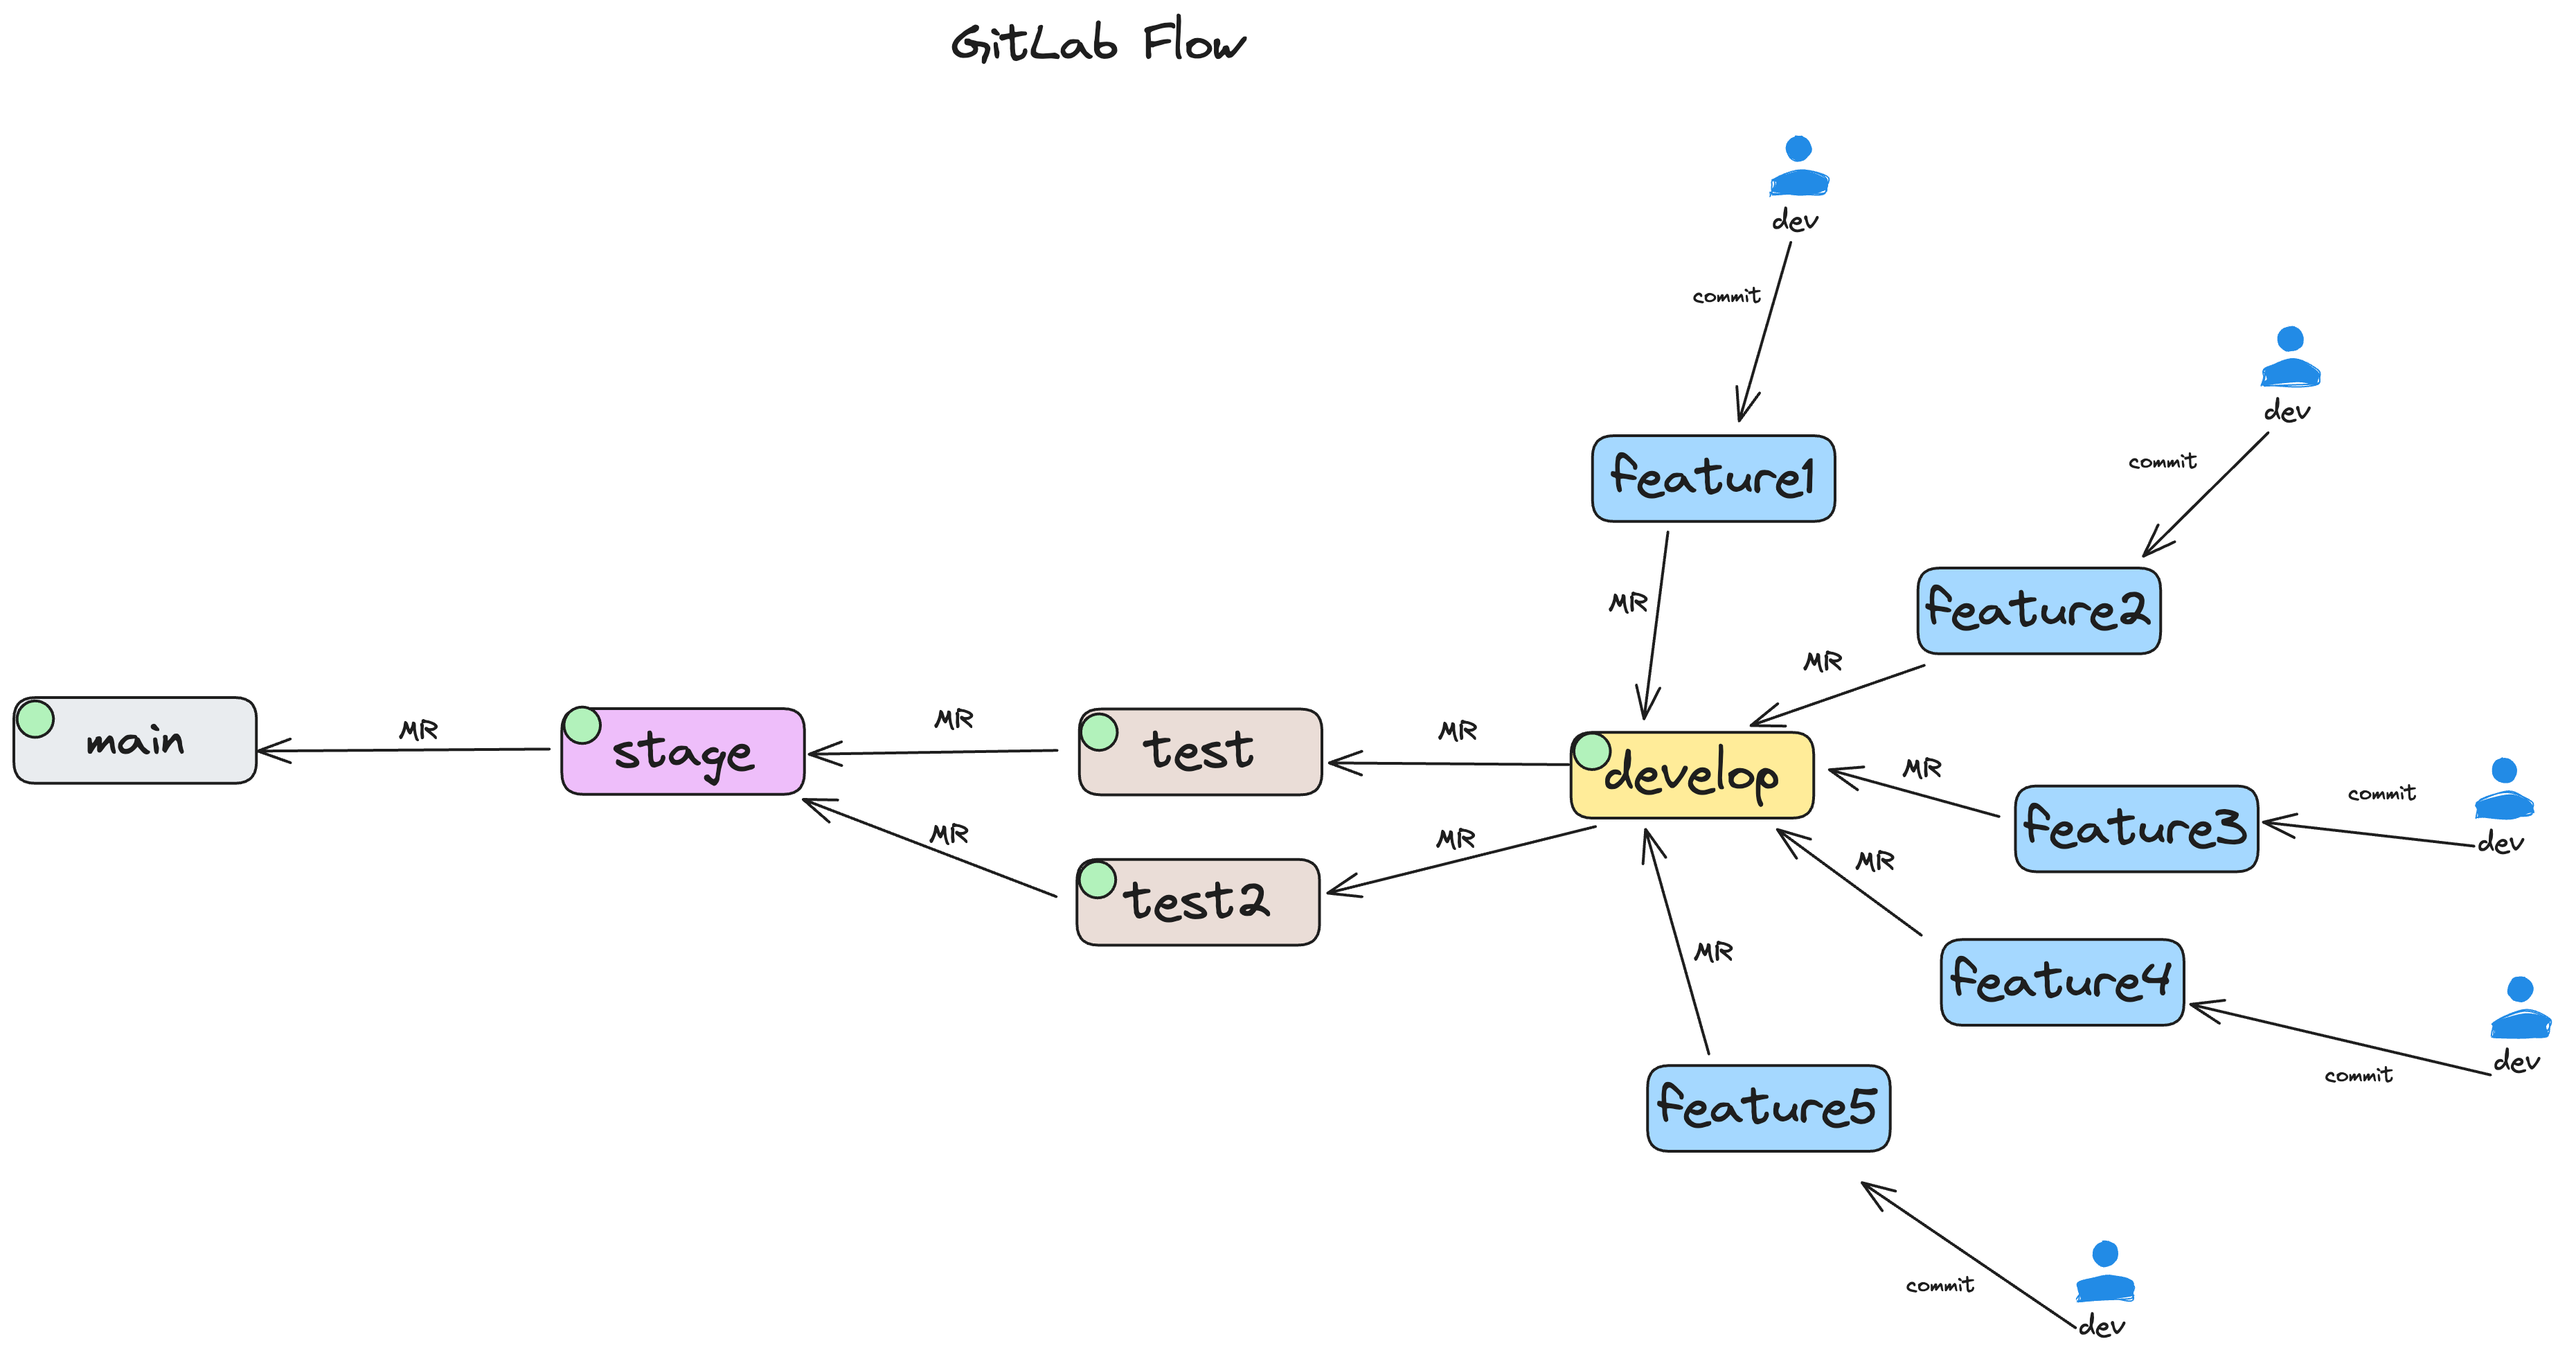 GitLab Flow
dev
commit
feature1
dev
commit
feature2
MR
MR
main
MR
stage
MR
test
MR
develop
MR
feature3
commit
dev
MR
test2
MR
MR
feature4
commit
dev
MR
feature5
commit
dev